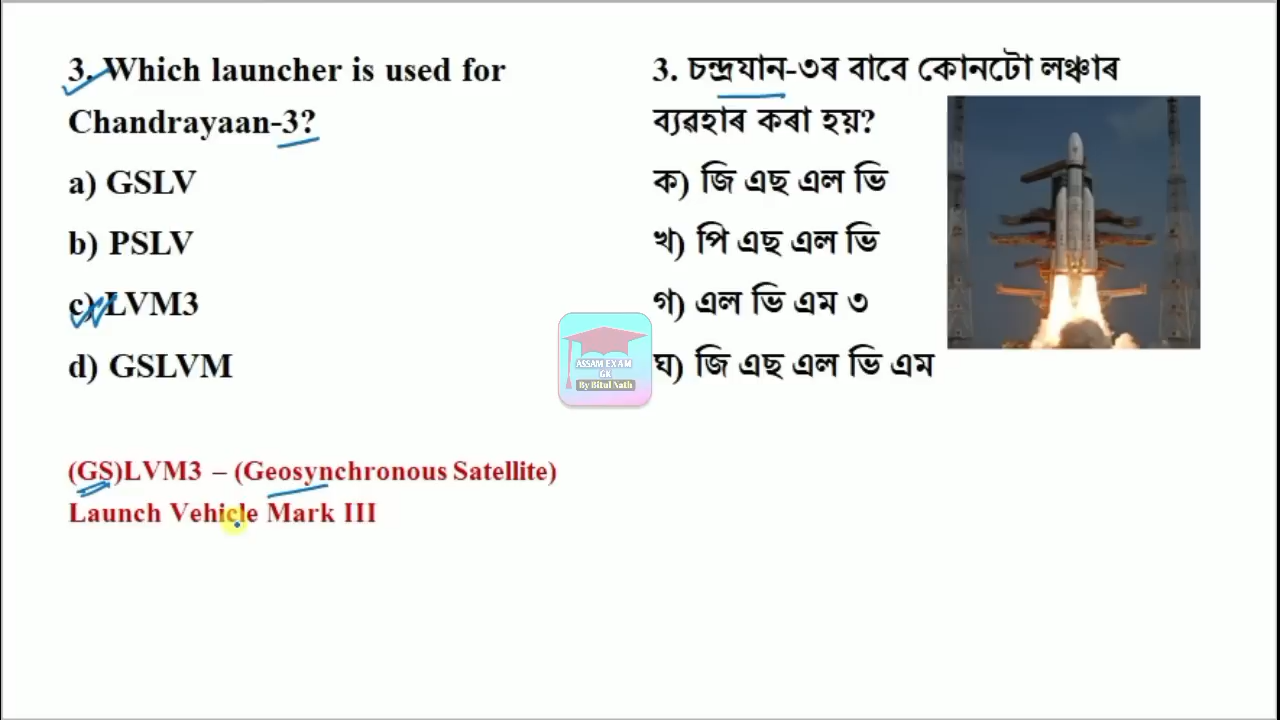 3. Which launcher is used for
Chandrayaan-3?
a) GSLV
b) PSLV
c) LVM3
d) GSLVM
(GS)LVM3 – (Geosynchronous Satellite)
Launch Vehicle Mark III
3. চন্দ্ৰযান-৩ৰ বাবে কোনটো লঞ্চাৰ
ব্যৱহাৰ কৰা হয়?
ক) জি এছ এল ভি
খ) পি এছ এল ভি
গ) এল ভি এম ৩
ঘ) জি এছ এল ভি এম
ASSAM EXAM
GK
By Bitul Nath